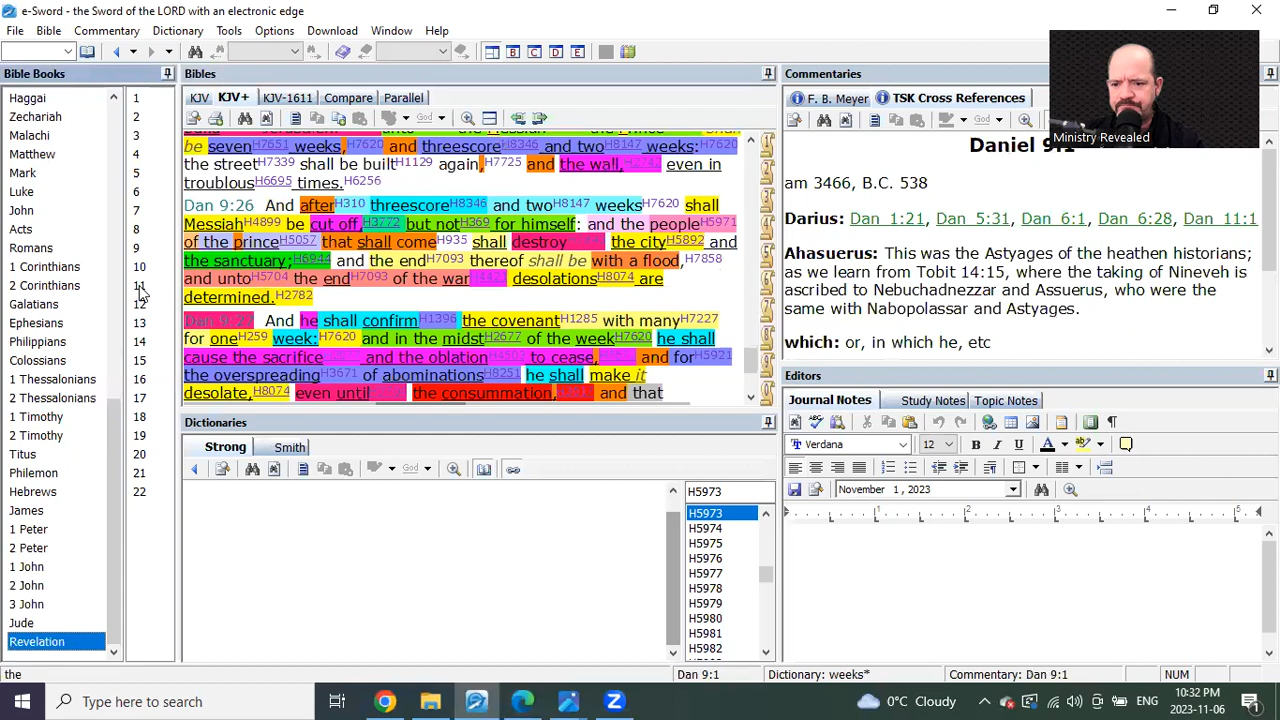 e-Sword - the Sword of the LORD with an electronic edge
File Bible Commentary Dictionary Tools Options Download Window Help
B C D E
Bible Books
Haggai
Zechariah
Malachi
Matthew
Mark
Luke
John
Acts
Romans
1 Corinthians
2 Corinthians
Galatians
Ephesians
Philippians
Colossians
1 Thessalonians
2 Thessalonians
1 Timothy
2 Timothy
Titus
Philemon
Hebrews
James
1 Peter
2 Peter
1 John
2 John
3 John
Jude
Revelation
1
2
3
4
5
6
7
8
9
10
11
12
13
14
15
16
17
18
19
20
21
22
Bibles
KJV KJV+ KJV-1611 Compare Parallel
God
be seven H7651 weeks, H7620 and threescore H8346 and two H8147 weeks: H7620
the street H7339 shall be built H1129 again, H7725 and the wall, even in
troublous H6695 times. H6256
Dan 9:26 And after H310 threescore H8346 and two H8147 weeks H7620 shall
Messiah H4899 be cut off, H3772 but not H369 for himself: and the people H5971
of the prince H5057 that shall come H935 shall destroy the city H5892 and
the sanctuary; H6944 and the end H7093 thereof shall be with a flood, H7858
and unto H5704 the end H7093 of the war H4421 desolations H8074 are
determined. H2782
Dan 9:27 And he shall confirm H1396 the covenant H1285 with many H7227
for one H259 week: H7620 and in the midst H2677 of the week H7620 he shall
cause the sacrifice and the oblation H4503 to cease, and for H5921
the overspreading H3671 of abominations H8251 he shall make it
desolate, H8074 even until the consummation, and that
Dictionaries
Strong Smith
God
H5973
H5973
H5974
H5975
H5976
H5977
H5978
H5979
H5980
H5981
H5982
Commentaries
F. B. Meyer TSK Cross References
God
Daniel 9:1
am 3466, B.C. 538
Darius: Dan 1:21, Dan 5:31, Dan 6:1, Dan 6:28, Dan 11:1
Ahasuerus: This was the Astyages of the heathen historians;
as we learn from Tobit 14:15, where the taking of Nineveh is
ascribed to Nebuchadnezzar and Assuerus, who were the
same with Nabopolassar and Astyages.
which: or, in which he, etc
Ministry Revealed
Editors
Journal Notes Study Notes Topic Notes
Verdana 12 B I U A
November 1 , 2023
1 2 3 4 5
the Dan 9:1 Dictionary: weeks* Commentary: Dan 9:1 NUM
Type here to search
0°C Cloudy ENG 10:32 PM
2023-11-06
1